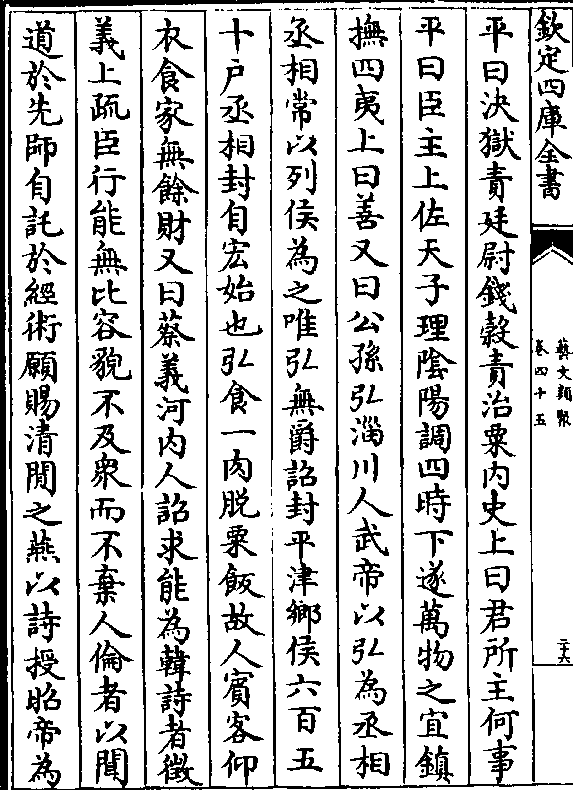 欽定四庫全書
藝文類聚
卷四十五
二十六
平曰決獄責廷尉錢穀責治粟內史上曰君所主何事
平曰臣主上佐天子理陰陽調四時下遂萬物之宜鎮
撫四夷上曰善又曰公孫弘淄川人武帝以弘為丞相
丞相常以列侯為之唯弘無爵詔封平津鄉侯六百五
十户丞相封自宏始也弘食一肉脱粟飯故人賓客仰
衣食家無餘財又曰蔡義河內人詔求能為韓詩者徵
義上疏臣行能無比容貌不及衆而不棄人倫者以聞
道於先師自託於經術願賜清閒之燕以詩授昭帝為